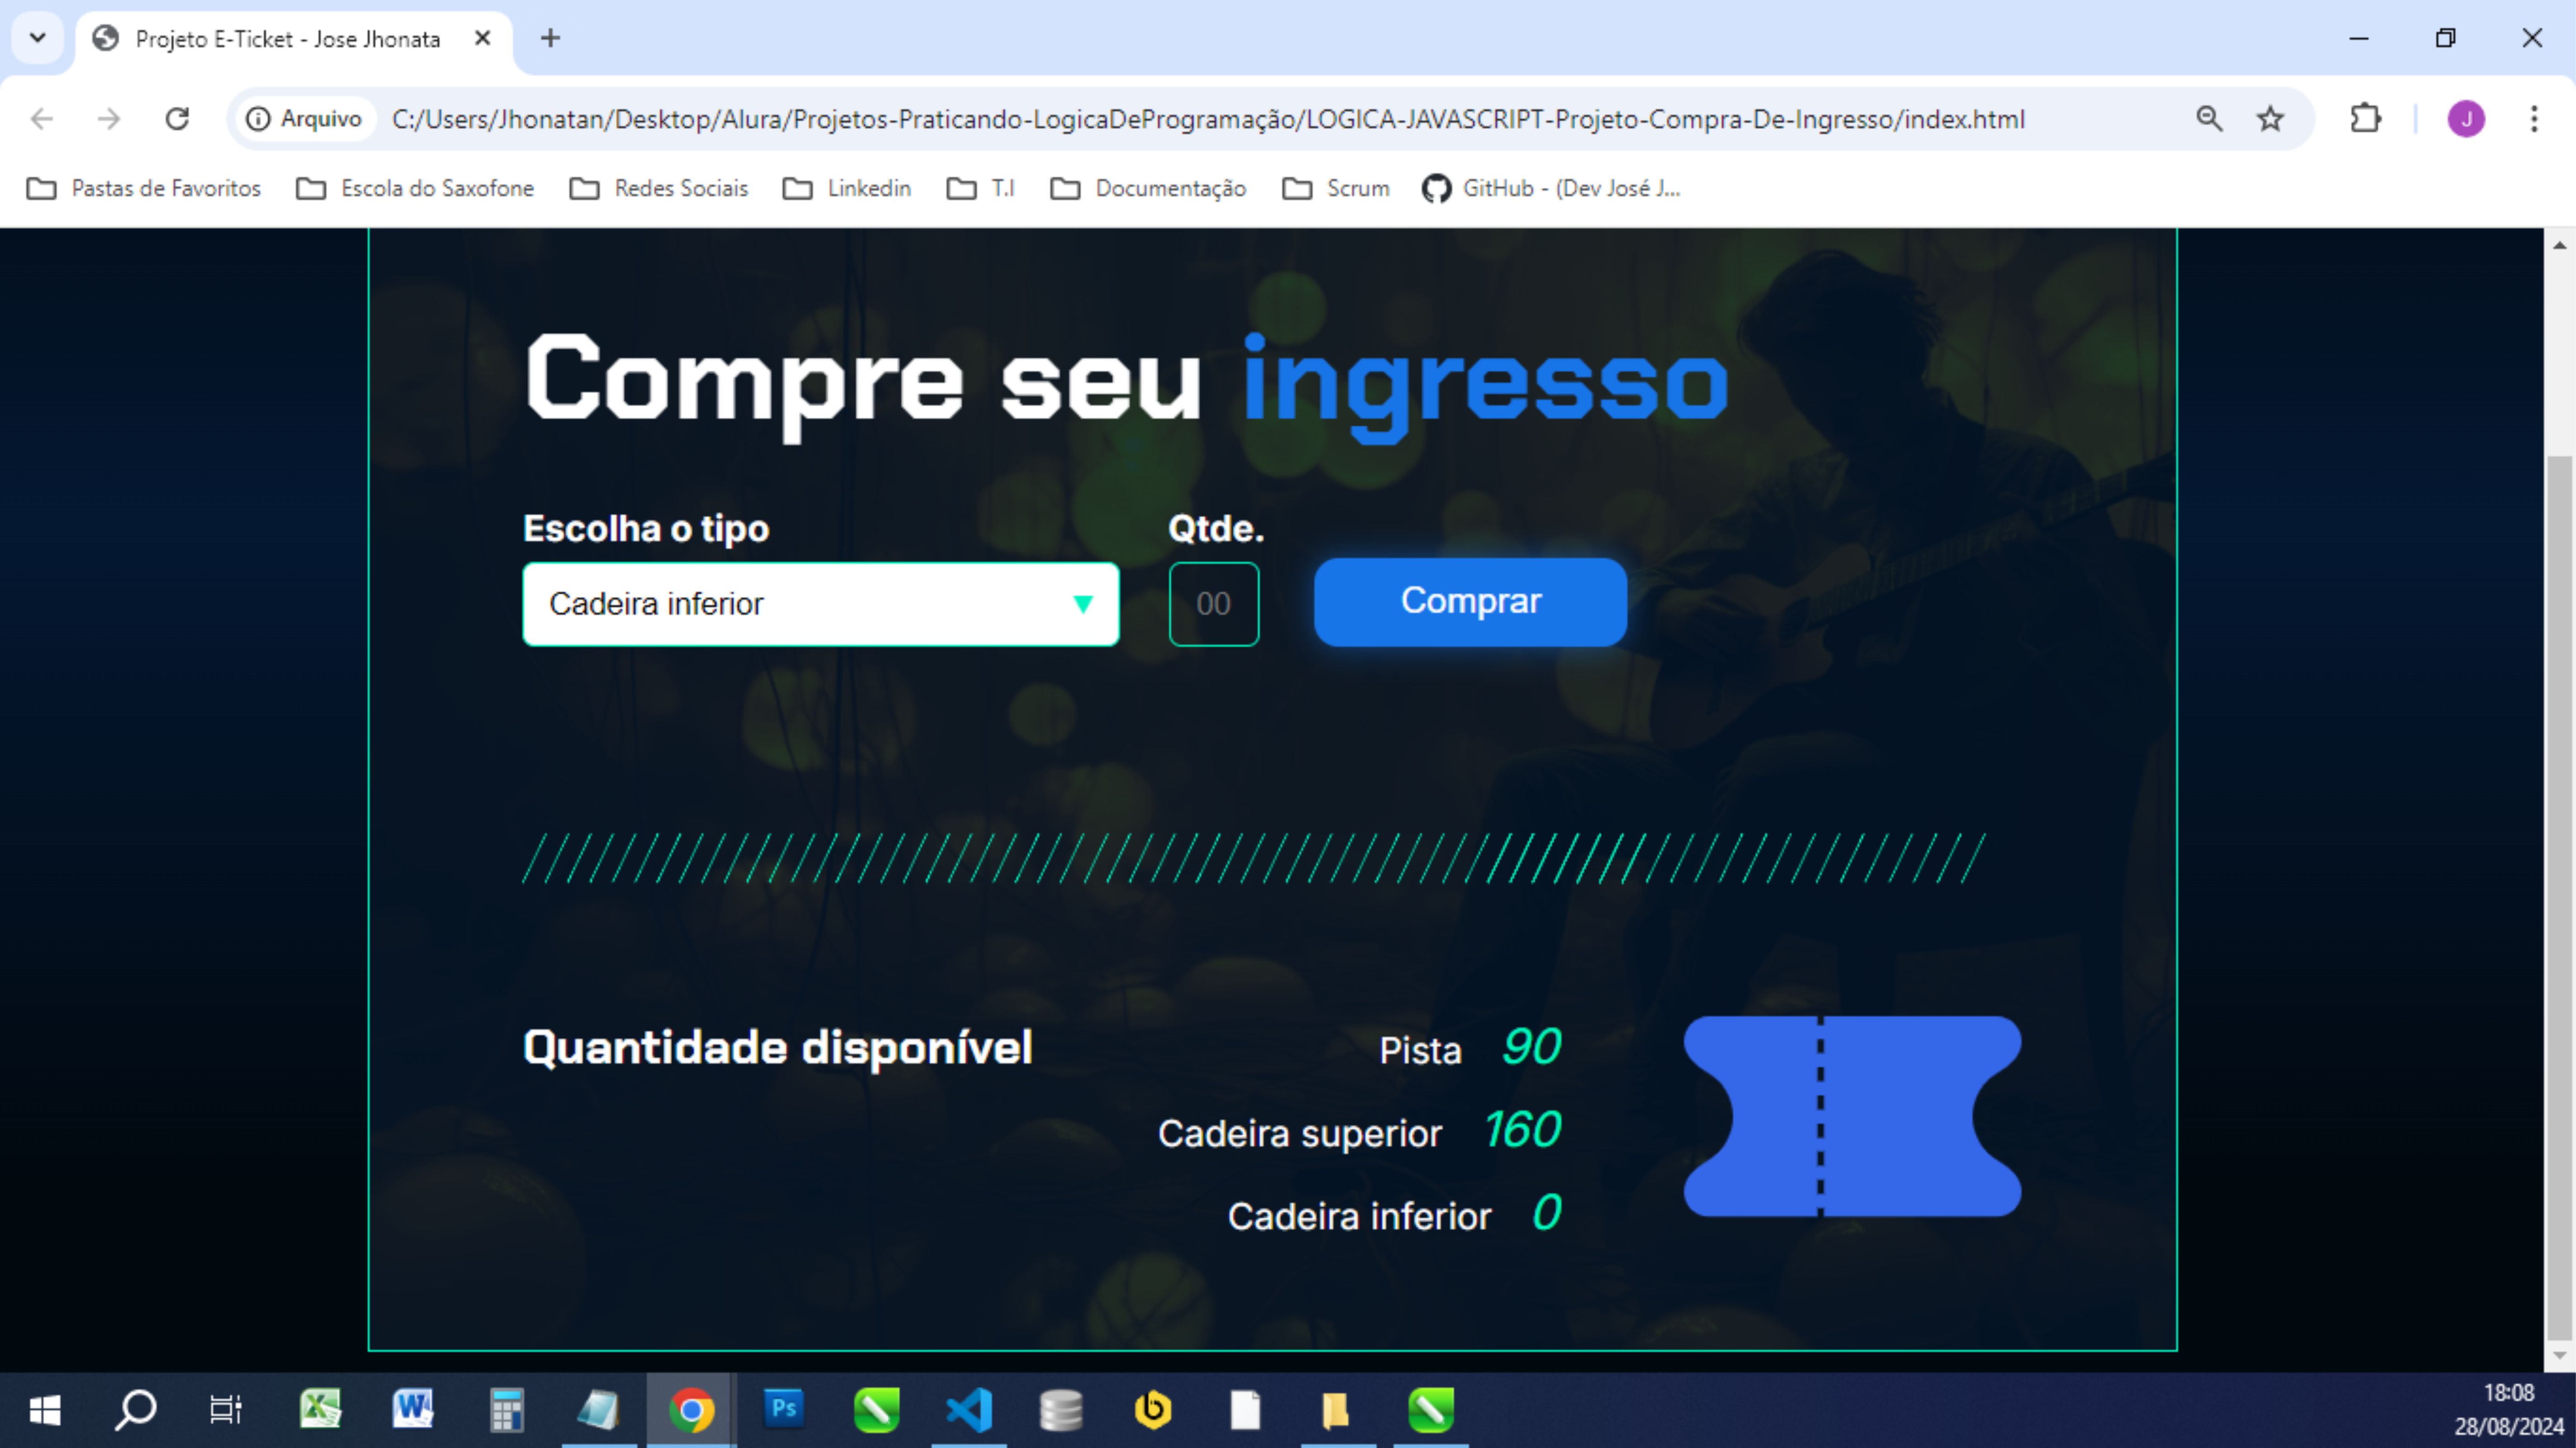 Projeto E-Ticket - Jose Jhonata
Arquivo C:/Users/Jhonatan/Desktop/Alura/Projetos-Praticando-LogicaDeProgramação/LOGICA-JAVASCRIPT-Projeto-Compra-De-Ingresso/index.html J
Pastas de Favoritos Escola do Saxofone Redes Sociais Linkedin T.I Documentação Scrum GitHub - (Dev José J...
Compre seu ingresso
Escolha o tipo Qtde.
Cadeira inferior 00 Comprar
Quantidade disponível Pista 90
Cadeira superior 160
Cadeira inferior 0
Ps
18:08
28/08/2024